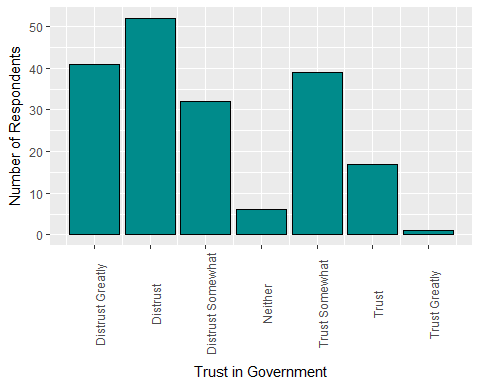 Number of Respondents
50
40
30
20
10
0
Distrust Greatly
Distrust
Distrust Somewhat
Neither
Trust Somewhat
Trust
Trust Greatly
Trust in Government